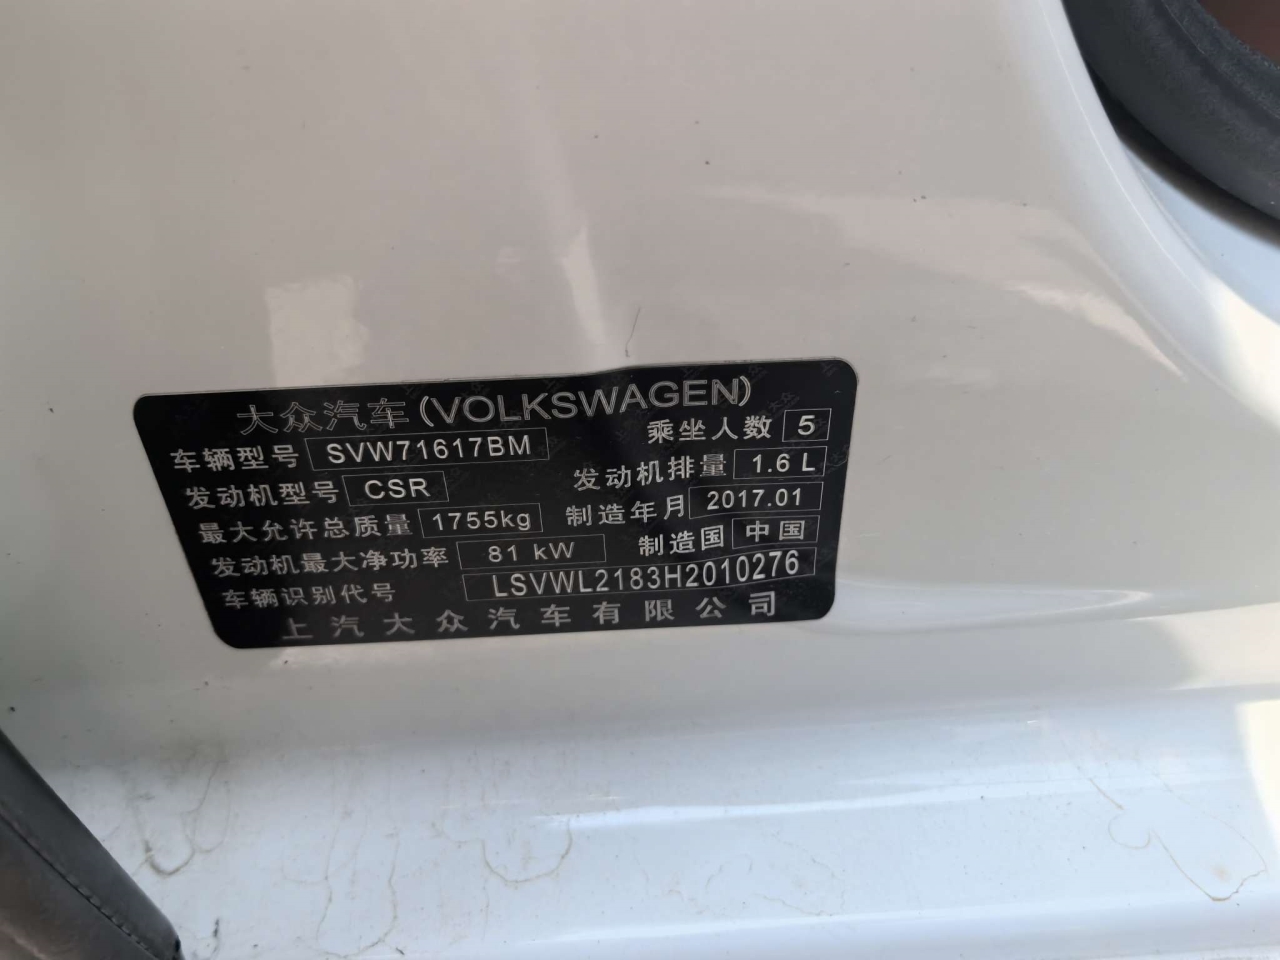 大众汽车(VOLKSWAGEN)
车辆型号 SVW71617BM 乘坐人数 5
发动机型号 CSR 发动机排量 1.6 L
最大允许总质量 1755kg 制造年月 2017.01
发动机最大净功率 81 kW 制造国 中国
车辆识别代号 LSVWL2183H2010276
上汽大众汽车有限公司